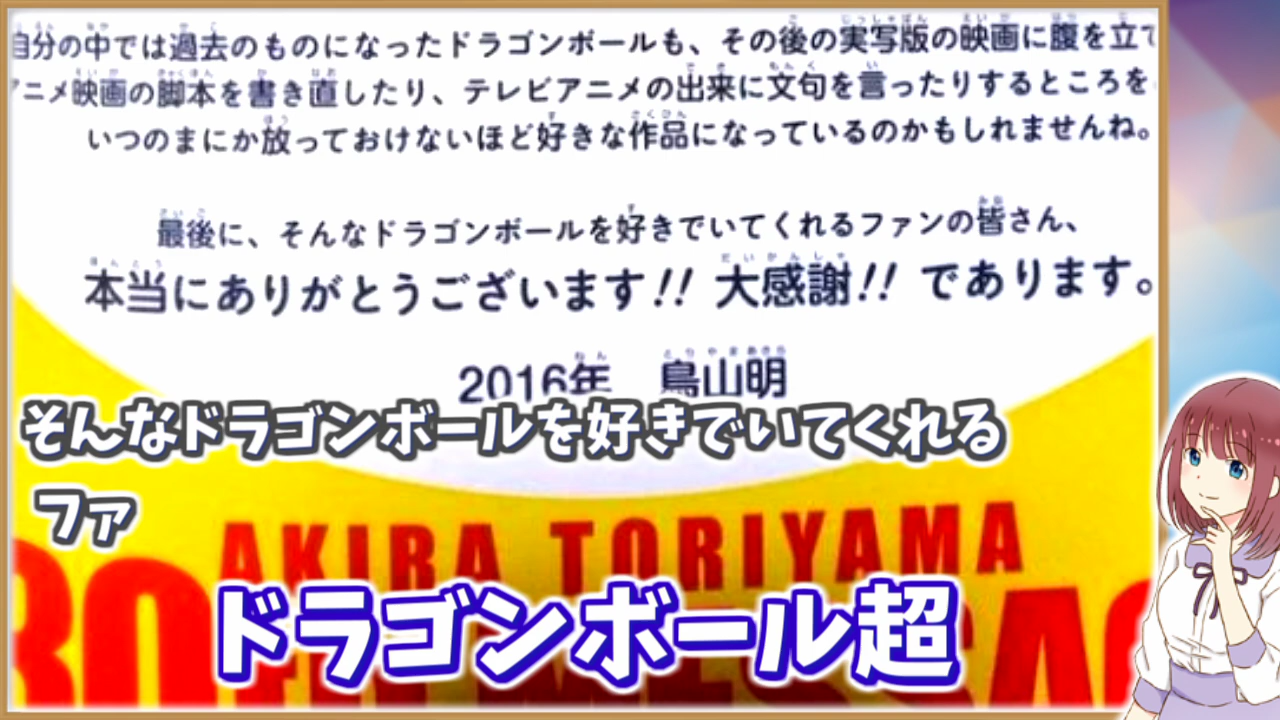 自分の中では過去のものになったドラゴンボールも、その後の実写版の映画に腹を立て
アニメ映画の脚本を書き直したり、テレビアニメの出来に文句を言ったりするところを
いつのまにか放っておけないほど好きな作品になっているのかもしれませんね。
最後に、そんなドラゴンボールを好きでいてくれるファンの皆さん、
本当にありがとうございます!! 大感謝!! であります。
2016年 鳥山明
そんなドラゴンボールを好きでいてくれる
ファ
AKIRA TORIYAMA
ドラゴンボール超